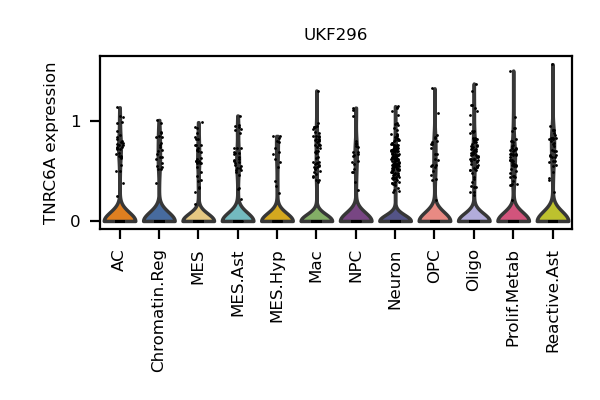 UKF296
TNRC6A expression
1
0
AC
Chromatin.Reg
MES
MES.Ast
MES.Hyp
Mac
NPC
Neuron
OPC
Oligo
Prolif.Metab
Reactive.Ast